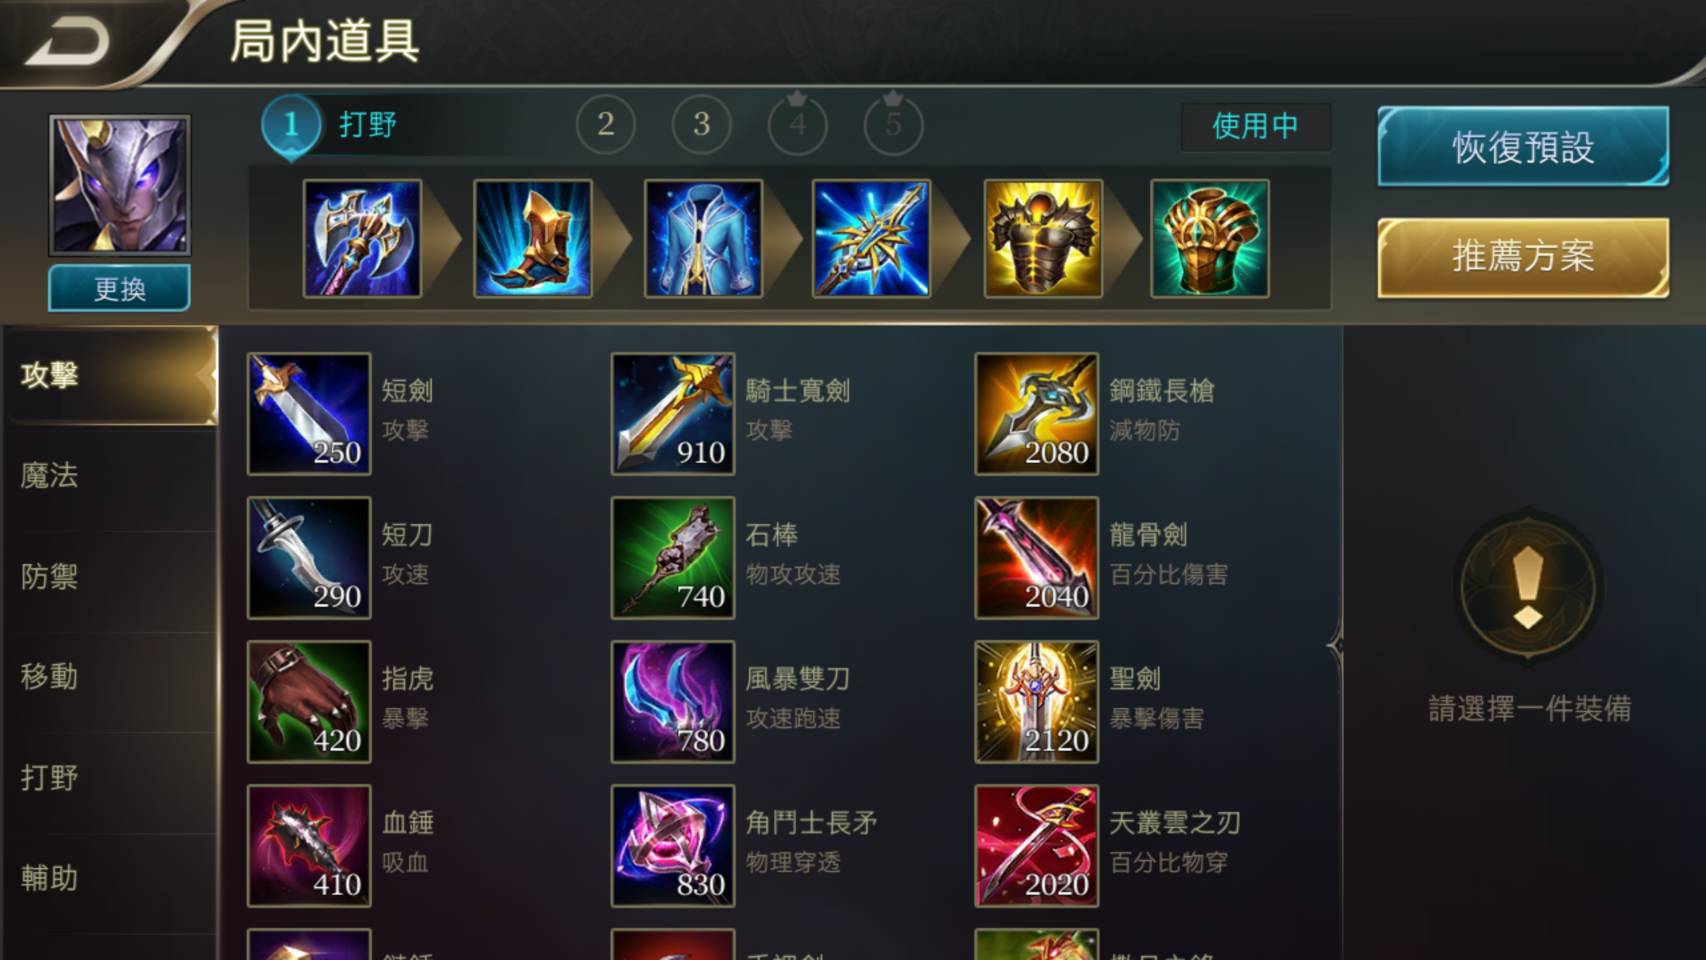 局內道具
1 打野 2 3 4 5 使用中
恢復預設
推薦方案
更換
攻擊
魔法
防禦
移動
打野
輔助
短劍
攻擊
250
騎士寬劍
攻擊
910
鋼鐵長槍
減物防
2080
短刀
攻速
290
石棒
物攻攻速
740
龍骨劍
百分比傷害
2040
指虎
暴擊
420
風暴雙刀
攻速跑速
780
聖劍
暴擊傷害
2120
血錘
吸血
410
角鬥士長矛
物理穿透
830
天叢雲之刃
百分比物穿
2020
請選擇一件裝備